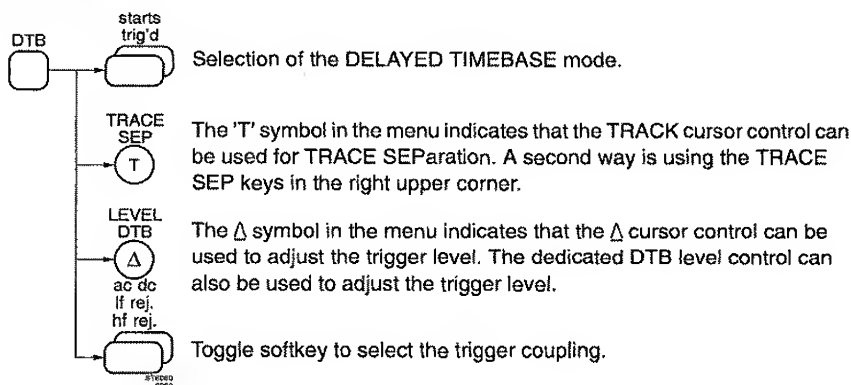 DTB
starts
trig'd
Selection of the DELAYED TIMEBASE mode.
TRACE
SEP
T
The 'T' symbol in the menu indicates that the TRACK cursor control can
be used for TRACE SEParation. A second way is using the TRACE
SEP keys in the right upper corner.
LEVEL
DTB
Δ
The Δ symbol in the menu indicates that the Δ cursor control can be
used to adjust the trigger level. The dedicated DTB level control can
also be used to adjust the trigger level.
ac dc
lf rej.
hf rej.
Toggle softkey to select the trigger coupling.